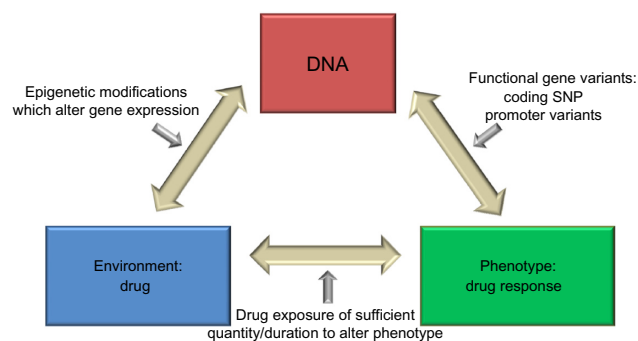 DNA
Epigenetic modifications
which alter gene expression
Functional gene variants:
coding SNP
promoter variants
Environment:
drug
Phenotype:
drug response
Drug exposure of sufficient
quantity/duration to alter phenotype